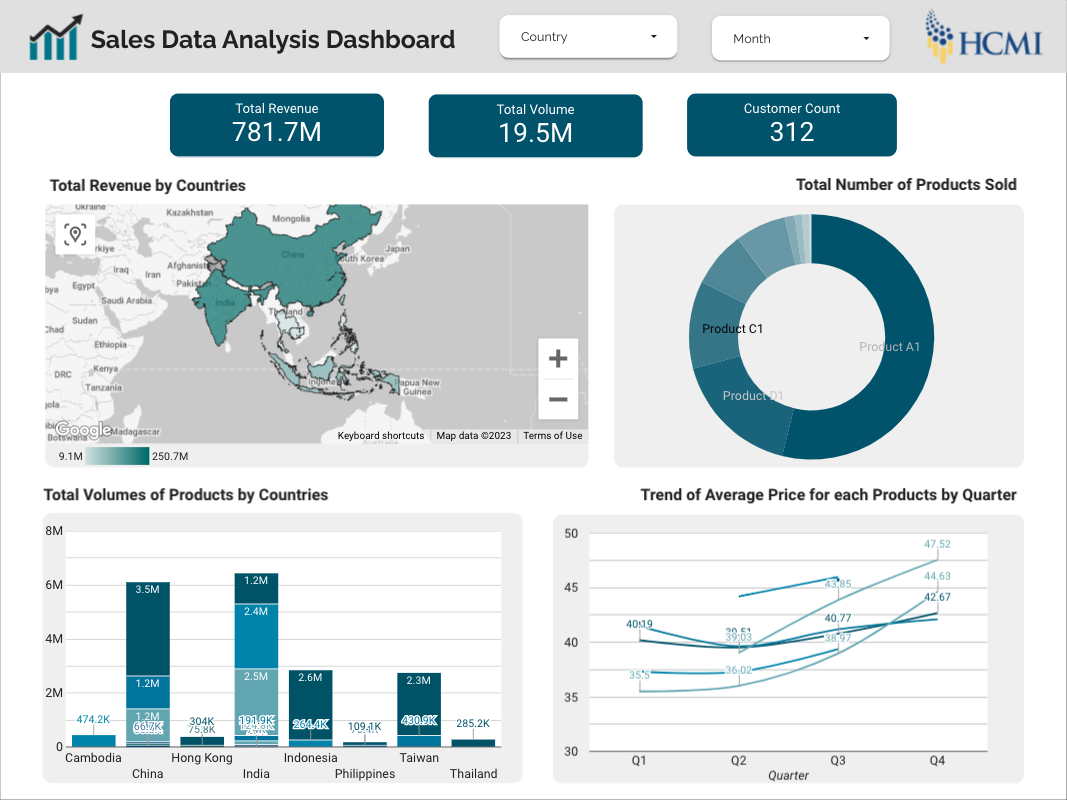 Sales Data Analysis Dashboard
Country
Month
HCMI
Total Revenue
781.7M
Total Volume
19.5M
Customer Count
312
Total Revenue by Countries
Ukraine
Kazakhstan
Mongolia
Japan
South Korea
China
Afghanist
Iraq
Iran
Pakistan
Egypt
Saudi Arabia
India
Thailand
Sudan
Chad
Ethiopia
Kenya
DRC
Tanzania
Indonesia
Papua New
Guinea
Madagascar
Botswana
Google
Keyboard shortcuts
Map data ©2023
Terms of Use
9.1M
250.7M
Total Number of Products Sold
Product C1
Product A1
Product D1
Total Volumes of Products by Countries
8M
6M
4M
2M
0
474.2K
3.5M
1.2M
1.2M
304K
75.8K
1.2M
2.4M
2.5M
191.9K
2.6M
264.4K
109.1K
2.3M
430.9K
285.2K
Cambodia
China
Hong Kong
India
Indonesia
Philippines
Taiwan
Thailand
Trend of Average Price for each Products by Quarter
50
45
40
35
30
40.19
35.5
39.03
36.02
43.85
40.77
38.97
47.52
44.63
42.67
Q1
Q2
Q3
Q4
Quarter